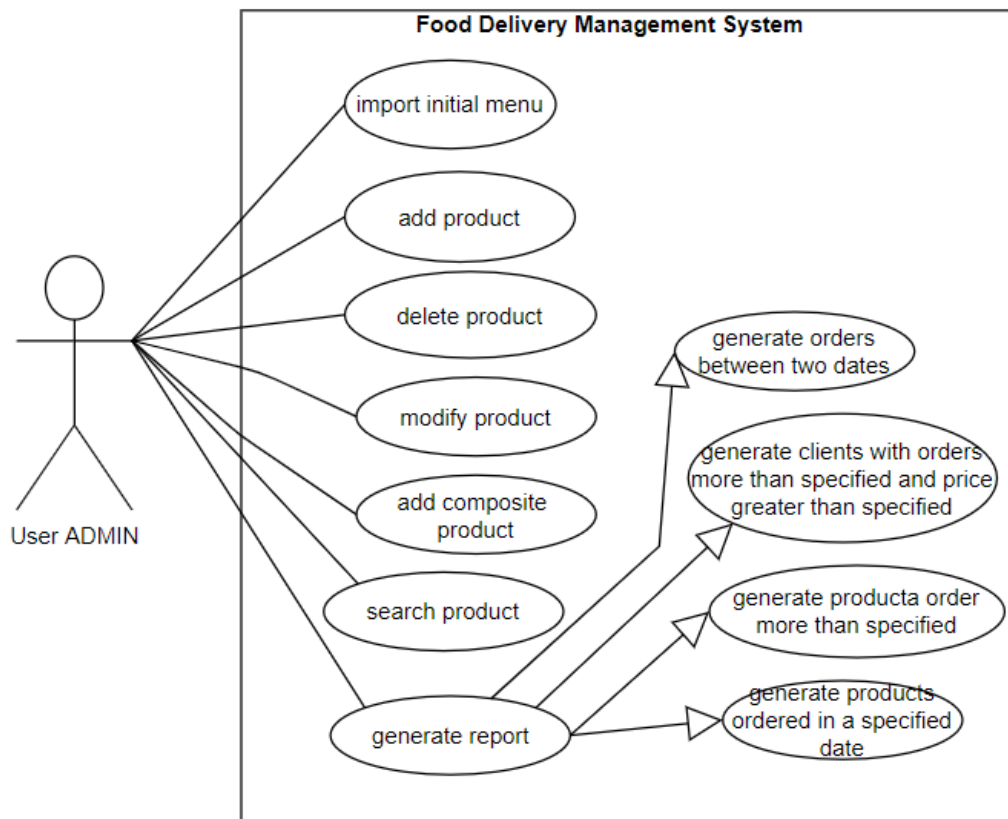 Food Delivery Management System
import initial menu
add product
delete product
modify product
add composite
product
search product
generate report
User ADMIN
generate orders
between two dates
generate clients with orders
more than specified and price
greater than specified
generate producta order
more than specified
generate products
ordered in a specified
date